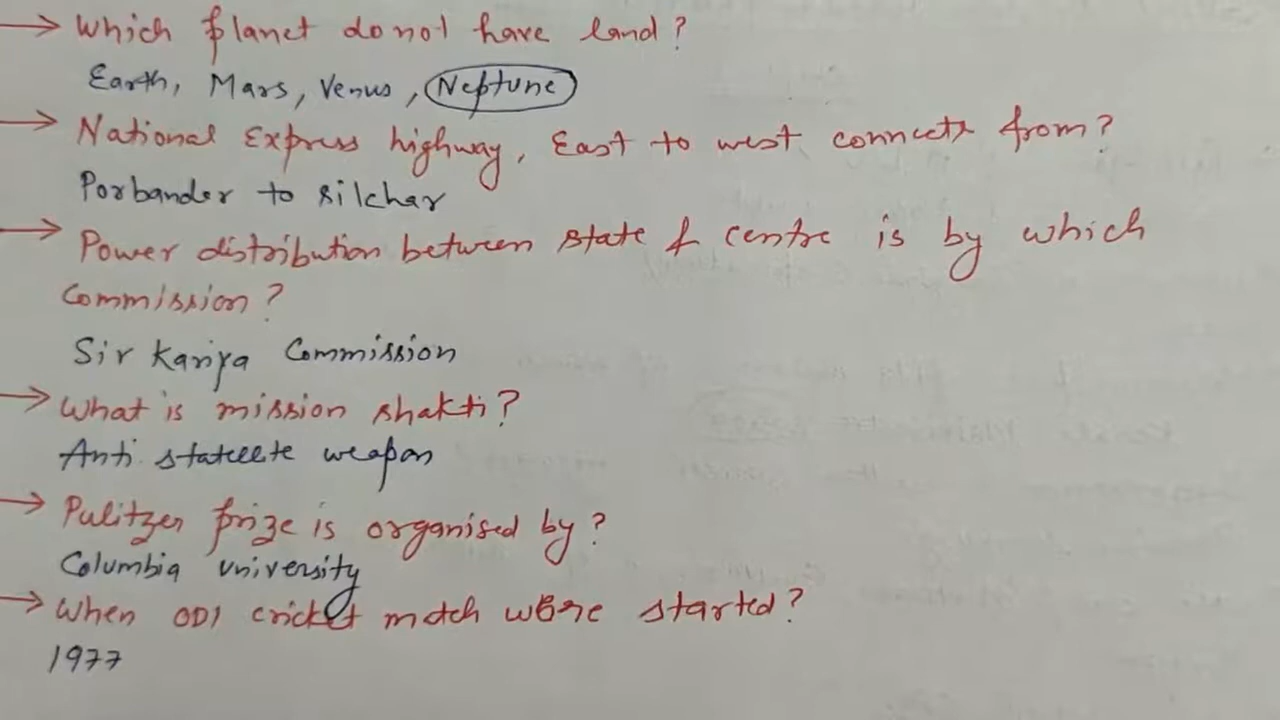 → Which planet do not have land?
Earth, Mars, Venus, Neptune
→ National Express highway, East to west connects from?
Porbander to Silchar
→ Power distribution between state & centre is by which
Commission?
Sir Kariya Commission
→ What is mission shakti?
Anti statellite weapon
→ Pulitzer prize is organised by?
Columbia university
→ When ODI cricket match were started?
1977